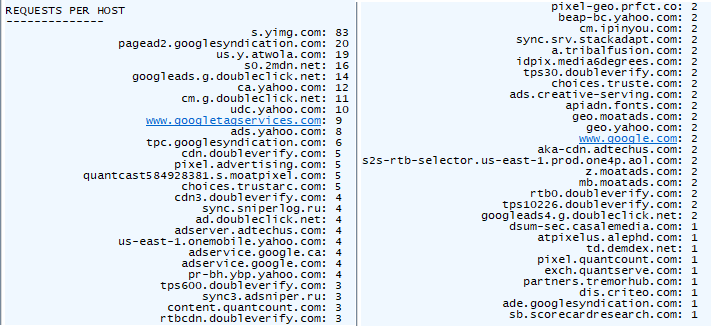 REQUESTS PER HOST
--------------
s.yimg.com: 83
pagead2.googlesyndication.com: 20
us.y.atwola.com: 19
s0.2mdn.net: 16
googleads.g.doubleclick.net: 14
ca.yahoo.com: 12
cm.g.doubleclick.net: 11
udc.yahoo.com: 10
www.googletagservices.com: 9
ads.yahoo.com: 8
tpc.googlesyndication.com: 6
cdn.doubleverify.com: 5
pixel.advertising.com: 5
quantcast584928381.s.moatpixel.com: 5
choices.trustarc.com: 5
cdn3.doubleverify.com: 4
sync.sniperlog.ru: 4
ad.doubleclick.net: 4
adserver.adtechus.com: 4
us-east-1.onemobile.yahoo.com: 4
adservice.google.ca: 4
adservice.google.com: 4
pr-bh.ybp.yahoo.com: 4
tps600.doubleverify.com: 3
sync3.adsniper.ru: 3
content.quantcount.com: 3
rtbcdn.doubleverify.com: 3
pixel-geo.prfct.co: 2
beap-bc.yahoo.com: 2
cm.ipinyou.com: 2
sync.srv.stackadapt.com: 2
a.tribalfusion.com: 2
idpix.media6degrees.com: 2
tps30.doubleverify.com: 2
choices.truste.com: 2
ads.creative-serving.com: 2
apiadn.fonts.com: 2
geo.moatads.com: 2
geo.yahoo.com: 2
www.google.com: 2
aka-cdn.adtechus.com: 2
s2s-rtb-selector.us-east-1.prod.one4p.aol.com: 2
z.moatads.com: 2
mb.moatads.com: 2
rtb0.doubleverify.com: 2
tps10226.doubleverify.com: 2
googleads4.g.doubleclick.net: 2
dsum-sec.casalemedia.com: 1
atpixelus.alephd.com: 1
td.demdex.net: 1
pixel.quantcount.com: 1
exch.quantserve.com: 1
partners.tremorhub.com: 1
dis.criteo.com: 1
ade.googlesyndication.com: 1
sb.scorecardresearch.com: 1